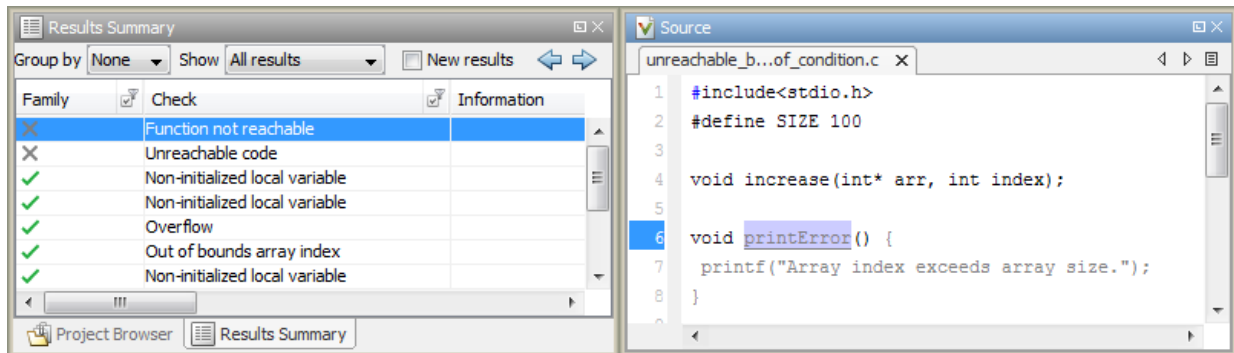 Results Summary
Group by None Show All results New results
Family Check Information
Function not reachable
Unreachable code
Non-initialized local variable
Non-initialized local variable
Overflow
Out of bounds array index
Non-initialized local variable
Project Browser Results Summary
Source
unreachable_b...of_condition.c X
1 #include<stdio.h>
2 #define SIZE 100
3
4 void increase(int* arr, int index);
5
6 void printError() {
7 printf("Array index exceeds array size.");
8 }